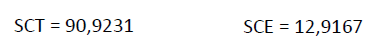 SCT = 90,9231 SCE = 12,9167